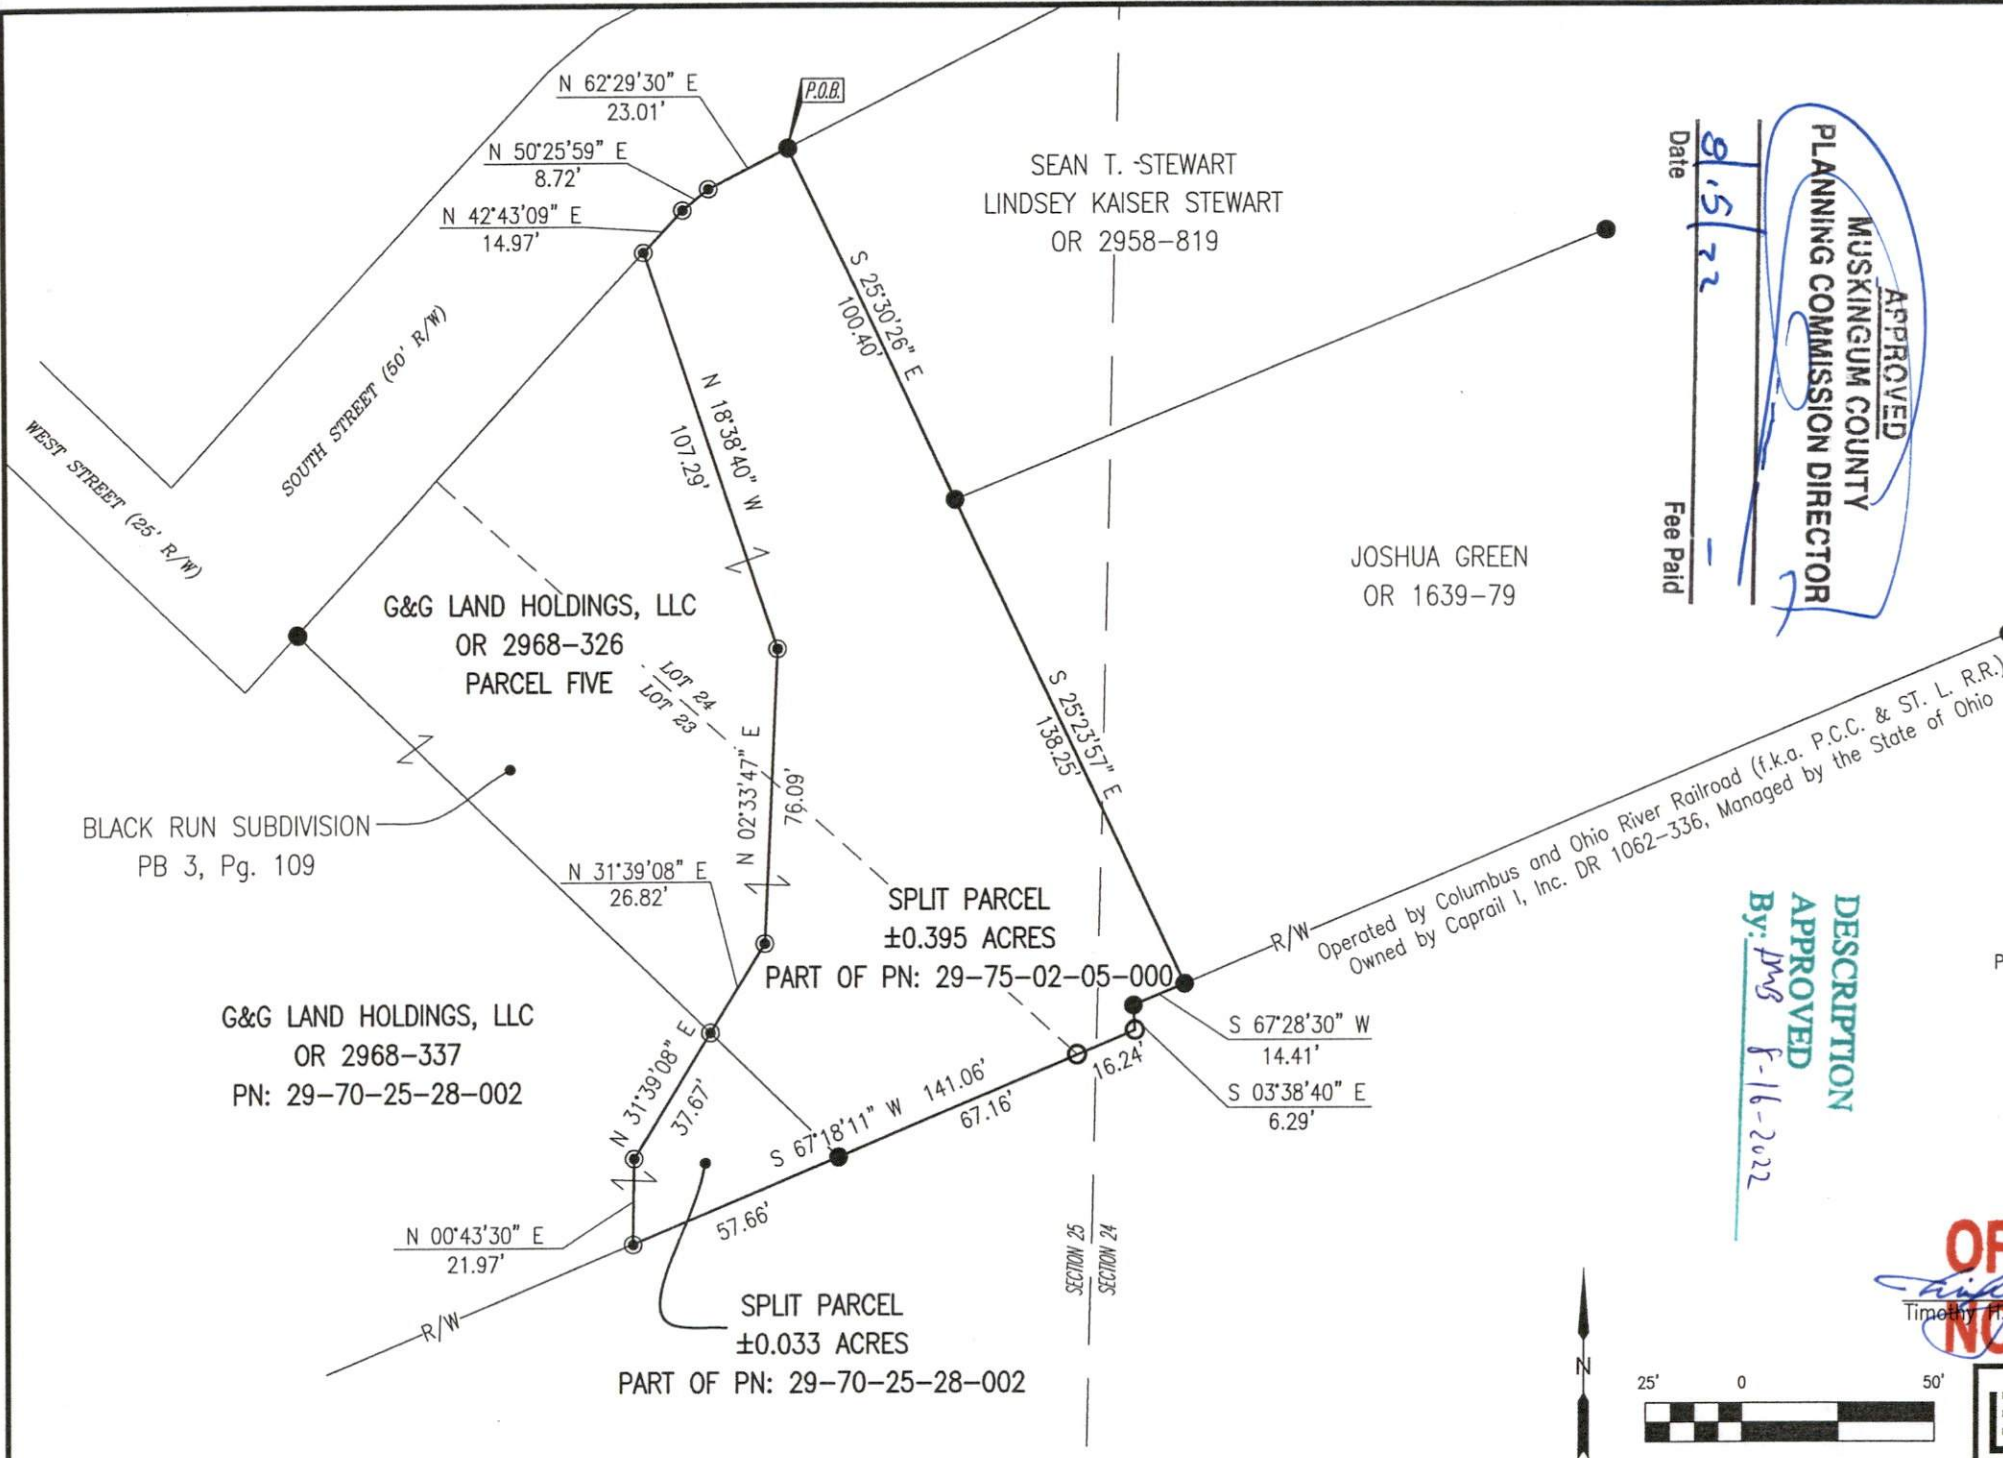 N 62°29'30" E
23.01'
P.O.B.
N 50°25'59" E
8.72'
N 42°43'09" E
14.97'
SEAN T. STEWART
LINDSEY KAISER STEWART
OR 2958-819
S 25°30'26" E
100.40'
N 18°38'40" W
107.29'
SOUTH STREET (50' R/W)
WEST STREET (25' R/W)
APPROVED
MUSKINGUM COUNTY
PLANNING COMMISSION DIRECTOR
Date
Fee Paid
G&G LAND HOLDINGS, LLC
OR 2968-326
PARCEL FIVE
LOT 24
LOT 23
JOSHUA GREEN
OR 1639-79
S 25°23'57" E
138.25'
N 02°33'47" E
76.09'
BLACK RUN SUBDIVISION
PB 3, Pg. 109
N 31°39'08" E
26.82'
SPLIT PARCEL
±0.395 ACRES
PART OF PN: 29-75-02-05-000
R/W
Operated by Columbus and Ohio River Railroad (f.k.a. P.C.C. & ST. L. R.R.)
Owned by Caprail I, Inc. DR 1062-336, Managed by the State of Ohio
DESCRIPTION
APPROVED
By:
8-16-2022
G&G LAND HOLDINGS, LLC
OR 2968-337
PN: 29-70-25-28-002
N 31°39'08" E
37.67'
S 67°18'11" W 141.06'
67.16'
16.24'
S 67°28'30" W
14.41'
S 03°38'40" E
6.29'
57.66'
N 00°43'30" E
21.97'
R/W
SECTION 25
SECTION 24
SPLIT PARCEL
±0.033 ACRES
PART OF PN: 29-70-25-28-002
Timothy H.
N
25' 0 50'